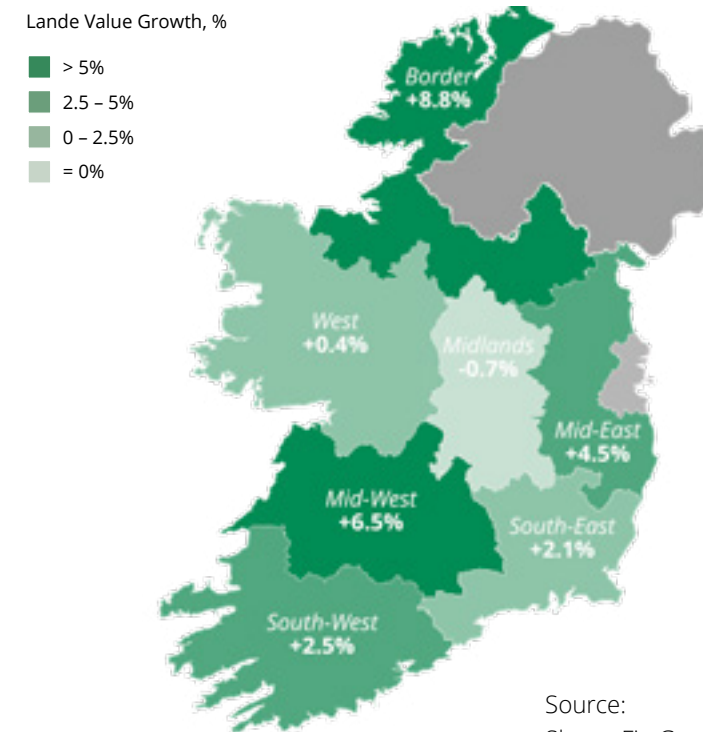 Lande Value Growth, %
> 5%
2.5 – 5%
0 – 2.5%
= 0%
Border
+8.8%
West
+0.4%
Midlands
-0.7%
Mid-East
+4.5%
Mid-West
+6.5%
South-East
+2.1%
South-West
+2.5%
Source: